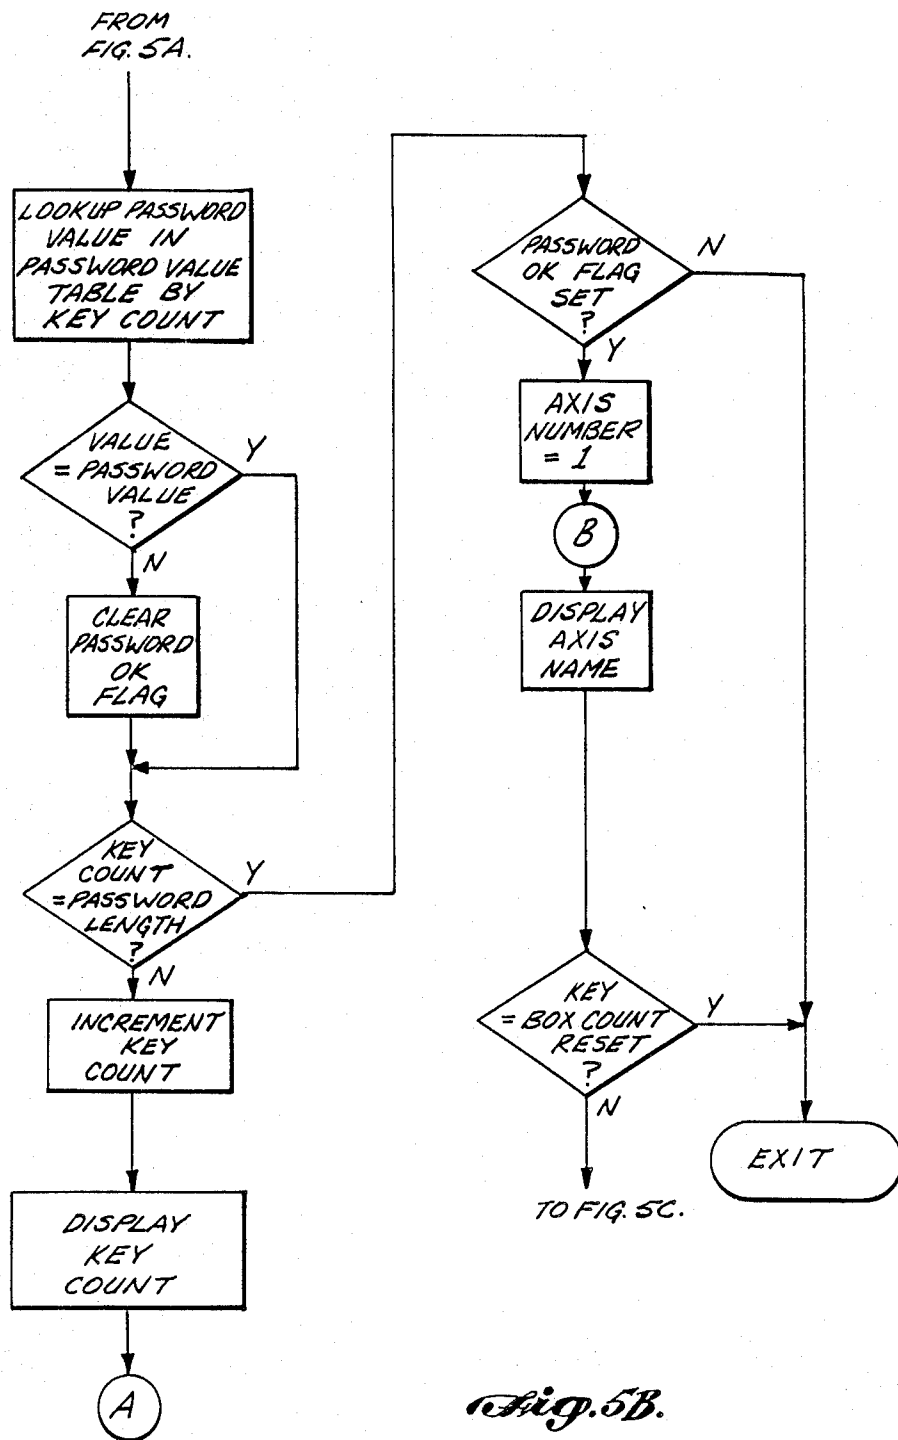 FROM
FIG. 5A.
LOOKUP PASSWORD
VALUE IN
PASSWORD VALUE
TABLE BY
KEY COUNT
VALUE
= PASSWORD
VALUE
?
Y
N
CLEAR
PASSWORD
OK
FLAG
KEY
COUNT
=PASSWORD
LENGTH
?
Y
N
INCREMENT
KEY
COUNT
DISPLAY
KEY
COUNT
A
PASSWORD
OK FLAG
SET
?
N
Y
AXIS
NUMBER
= 1
B
DISPLAY
AXIS
NAME
KEY
= BOX COUNT
RESET
?
Y
N
TO FIG. 5C.
EXIT
Fig. 5B.